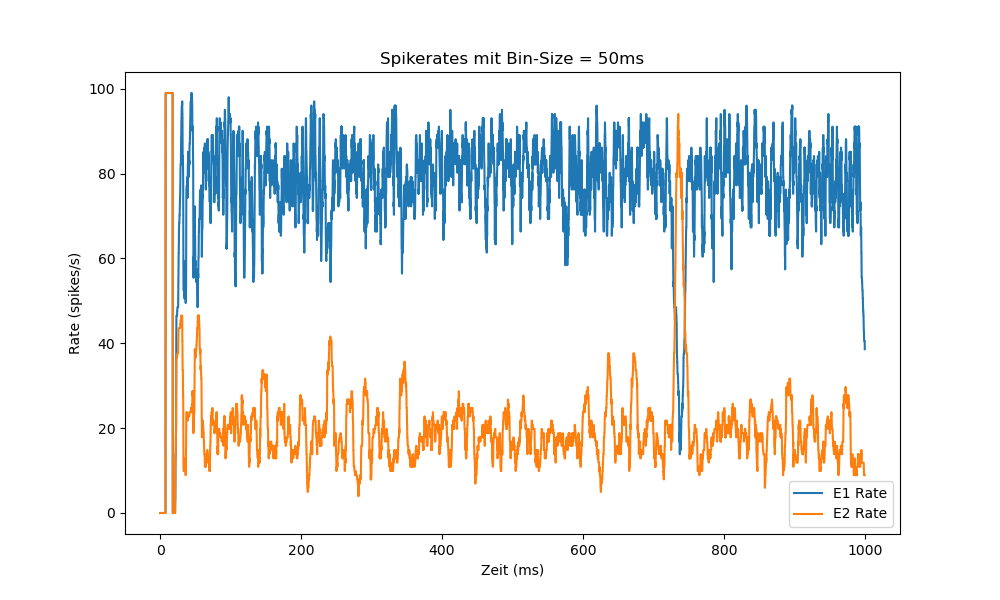 Spikerates mit Bin-Size = 50ms
100
80
60
40
20
0
Rate (spikes/s)
0
200
400
600
800
1000
Zeit (ms)
E1 Rate
E2 Rate